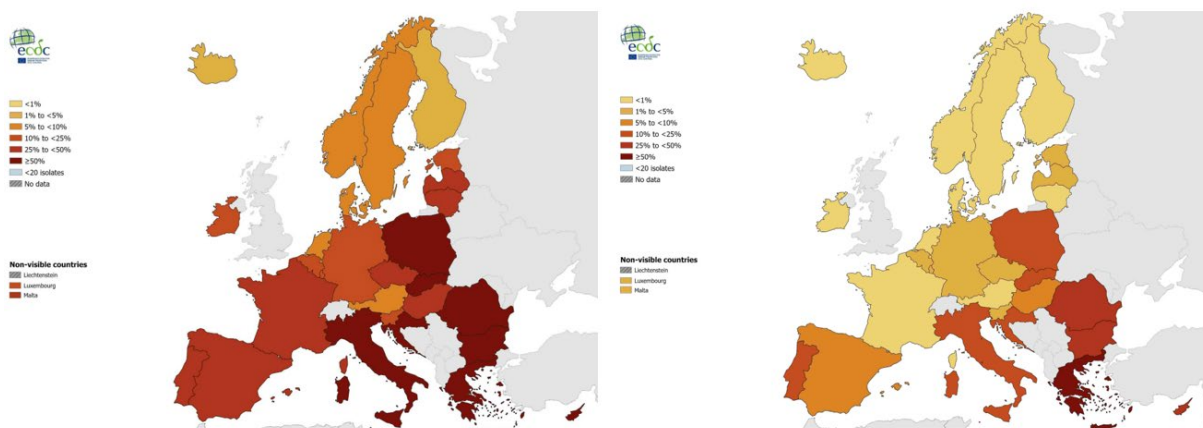 ecdc
<1%
1% to <5%
5% to <10%
10% to <25%
25% to <50%
≥50%
<20 isolates
No data
Non-visible countries
Liechtenstein
Luxembourg
Malta
ecdc
<1%
1% to <5%
5% to <10%
10% to <25%
25% to <50%
≥50%
<20 isolates
No data
Non-visible countries
Liechtenstein
Luxembourg
Malta